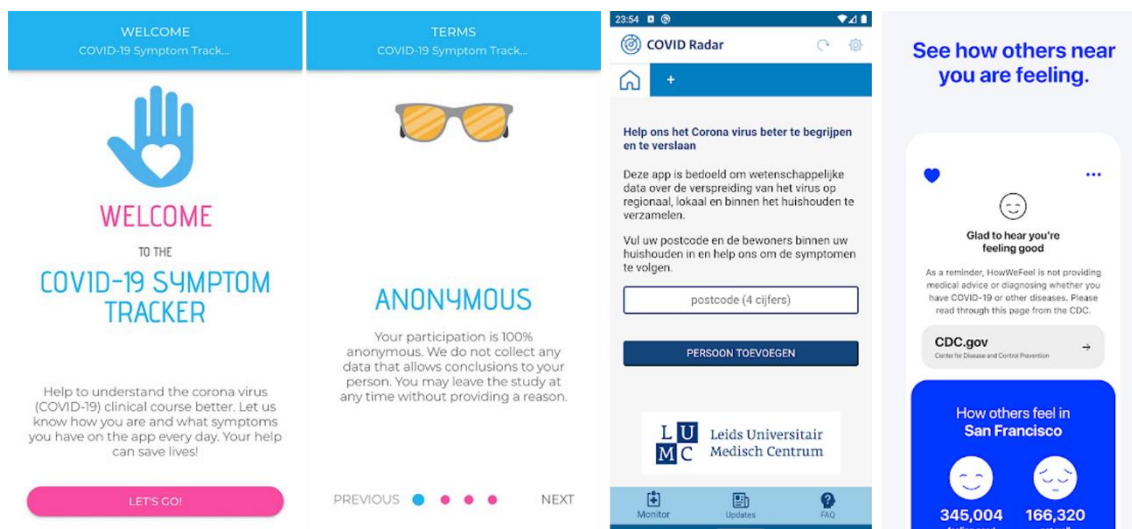 WELCOME
COVID-19 Symptom Track...
WELCOME
TO THE
COVID-19 SYMPTOM
TRACKER
Help to understand the corona virus
(COVID-19) clinical course better. Let us
know how you are and what symptoms
you have on the app every day. Your help
can save lives!
LET'S GO!
TERMS
COVID-19 Symptom Track...
ANONYMOUS
Your participation is 100%
anonymous. We do not collect any
data that allows conclusions to your
person. You may leave the study at
any time without providing a reason.
PREVIOUS
NEXT
23:54
COVID Radar
+
Help ons het Corona virus beter te begrijpen
en te verslaan
Deze app is bedoeld om wetenschappelijke
data over de verspreiding van het virus op
regionaal, lokaal en binnen het huishouden te
verzamelen.
Vul uw postcode en de bewoners binnen uw
huishouden in en help ons om de symptomen
te volgen.
postcode (4 cijfers)
PERSOON TOEVOEGEN
LU
MC
Leids Universitair
Medisch Centrum
Monitor
Updates
FAQ
See how others near
you are feeling.
Glad to hear you're
feeling good
As a reminder, HowWeFeel is not providing
medical advice or diagnosing whether you
have COVID-19 or other diseases. Please
read through this page from the CDC.
CDC.gov
Center for Disease and Control Prevention
How others feel in
San Francisco
345,004
166,320